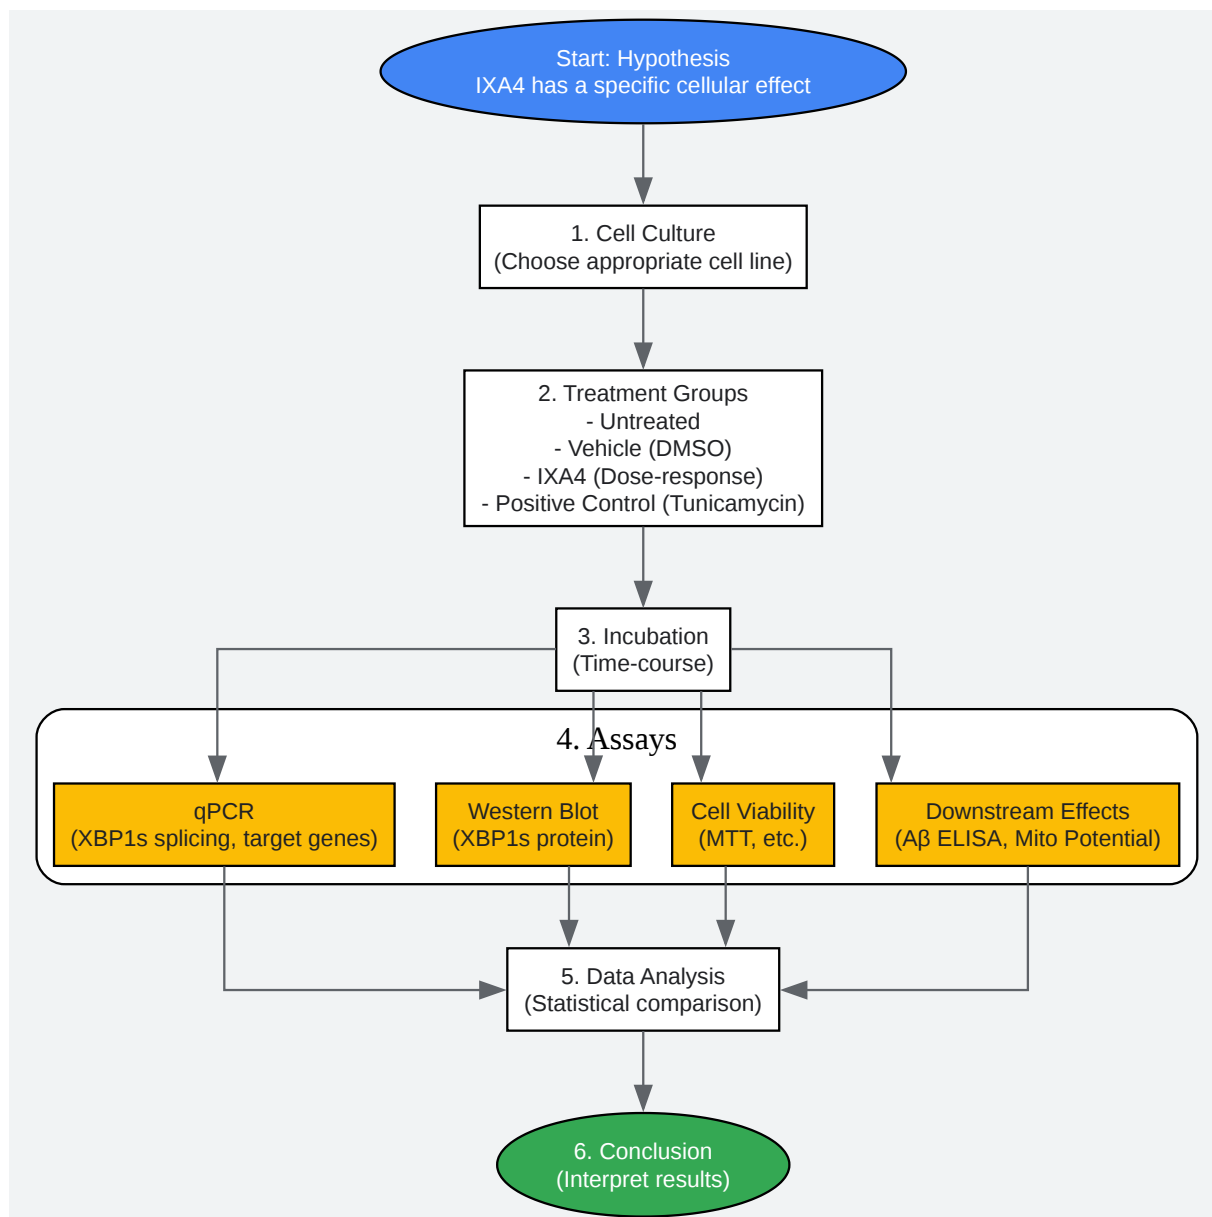 Start: Hypothesis
IXA4 has a specific cellular effect
1. Cell Culture
(Choose appropriate cell line)
2. Treatment Groups
- Untreated
- Vehicle (DMSO)
- IXA4 (Dose-response)
- Positive Control (Tunicamycin)
3. Incubation
(Time-course)
4. Assays
qPCR
(XBP1s splicing, target genes)
Western Blot
(XBP1s protein)
Cell Viability
(MTT, etc.)
Downstream Effects
(Aβ ELISA, Mito Potential)
5. Data Analysis
(Statistical comparison)
6. Conclusion
(Interpret results)